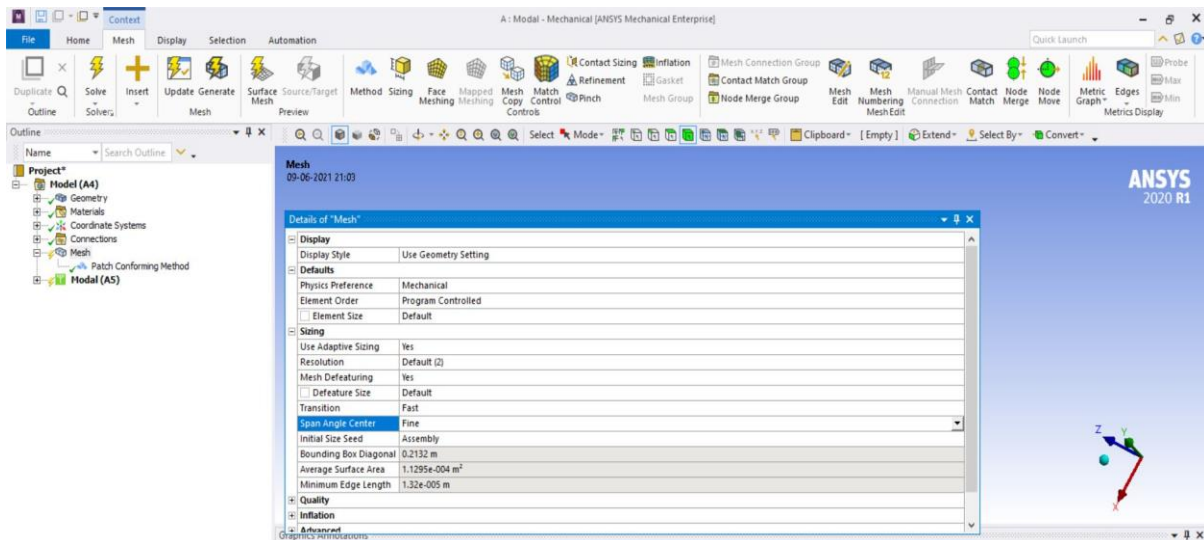 Context
A : Modal - Mechanical [ANSYS Mechanical Enterprise]
File Home Mesh Display Selection Automation
Quick Launch
Duplicate Q
Outline
Solve
Solver
Insert
Update Generate
Mesh
Surface Mesh
Source/Target
Preview
Method Sizing
Face Meshing
Mapped Meshing
Mesh Copy
Match Control
Contact Sizing
Refinement
Pinch
Inflation
Gasket
Mesh Group
Controls
Mesh Connection Group
Contact Match Group
Node Merge Group
Mesh Edit
Mesh Numbering
Manual Mesh Connection
Contact Match
Node Merge
Node Move
Mesh Edit
Metric Graph
Edges
Probe
Max
Min
Metrics Display
Outline
Select Mode Clipboard [ Empty ] Extend Select By Convert
Name Search Outline
Project*
Model (A4)
Geometry
Materials
Coordinate Systems
Connections
Mesh
Patch Conforming Method
Modal (A5)
Mesh
09-06-2021 21:03
ANSYS
2020 R1
Details of "Mesh"
Display
Display Style Use Geometry Setting
Defaults
Physics Preference Mechanical
Element Order Program Controlled
Element Size Default
Sizing
Use Adaptive Sizing Yes
Resolution Default (2)
Mesh Defeaturing Yes
Defeature Size Default
Transition Fast
Span Angle Center Fine
Initial Size Seed Assembly
Bounding Box Diagonal 0.2132 m
Average Surface Area 1.1295e-004 m²
Minimum Edge Length 1.32e-005 m
Quality
Inflation
Advanced
Graphics Annotations
Z
Y
X